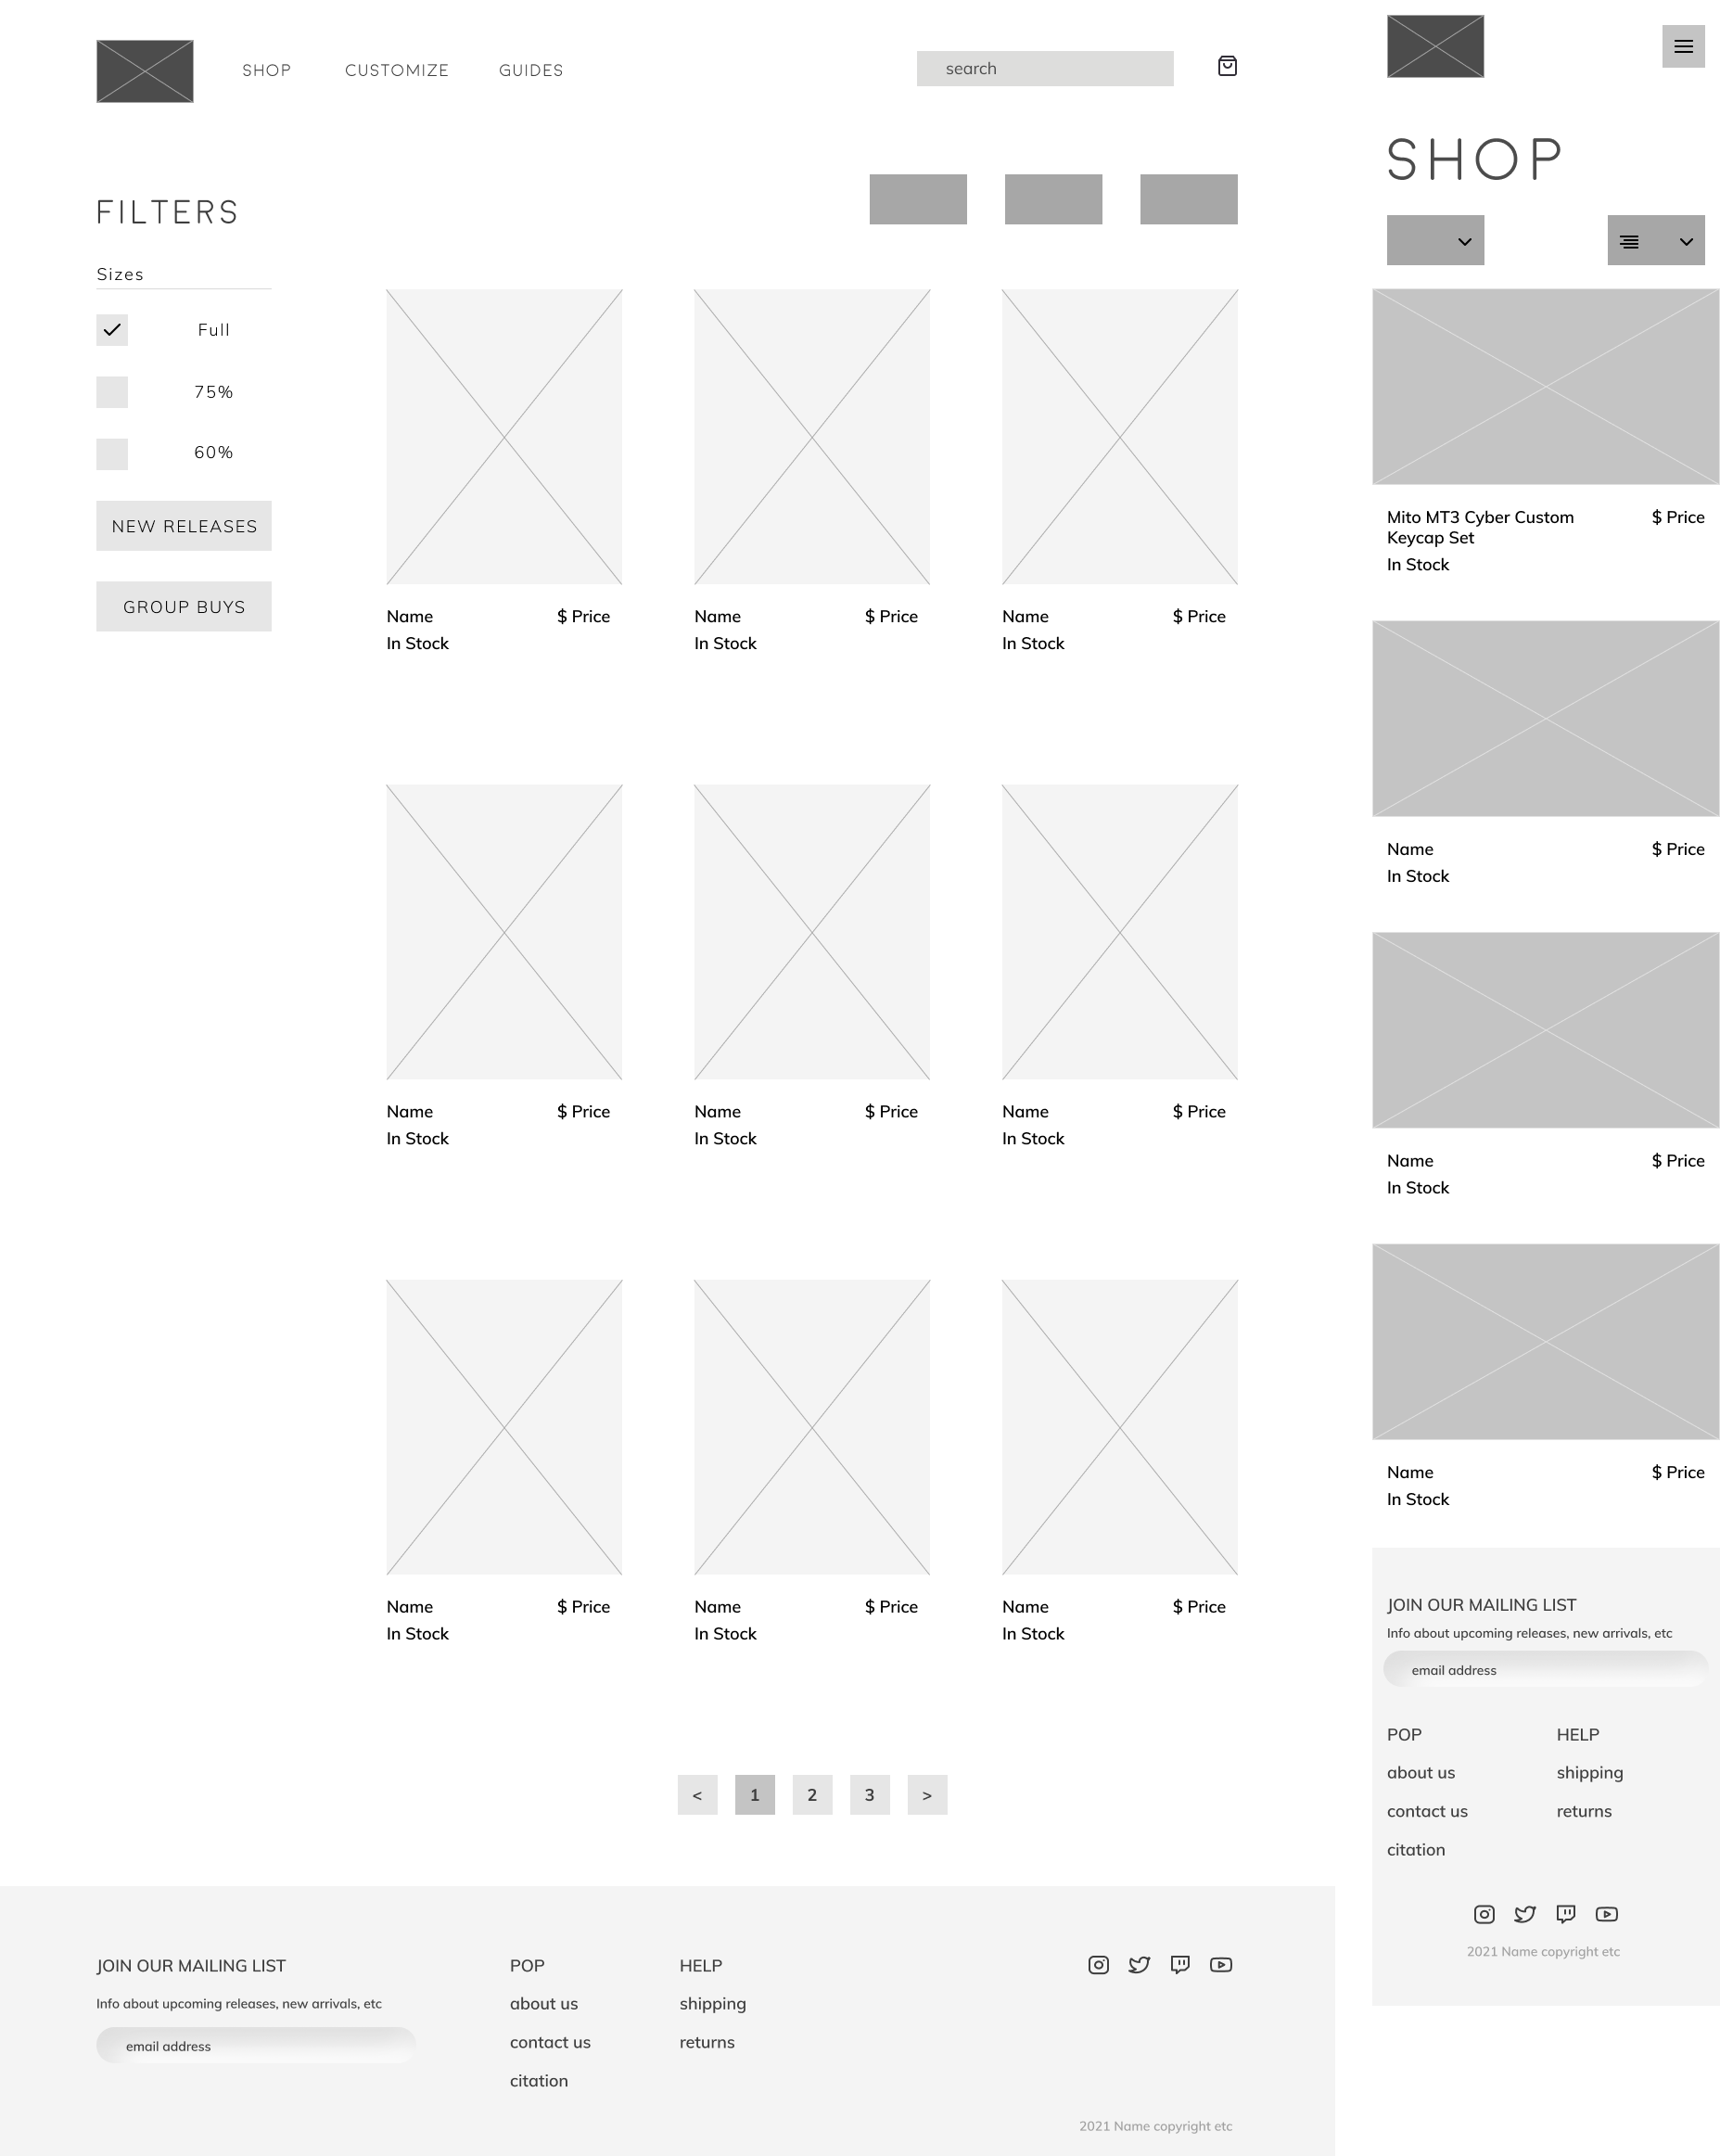 SHOP CUSTOMIZE GUIDES
search
FILTERS
Sizes
Full
75%
60%
NEW RELEASES
GROUP BUYS
Name $ Price
In Stock
Name $ Price
In Stock
Name $ Price
In Stock
Name $ Price
In Stock
Name $ Price
In Stock
Name $ Price
In Stock
Name $ Price
In Stock
Name $ Price
In Stock
Name $ Price
In Stock
< 1 2 3 >
JOIN OUR MAILING LIST
Info about upcoming releases, new arrivals, etc
email address
POP
about us
contact us
citation
HELP
shipping
returns
2021 Name copyright etc
SHOP
Mito MT3 Cyber Custom $ Price
Keycap Set
In Stock
Name $ Price
In Stock
Name $ Price
In Stock
Name $ Price
In Stock
JOIN OUR MAILING LIST
Info about upcoming releases, new arrivals, etc
email address
POP
about us
contact us
citation
HELP
shipping
returns
2021 Name copyright etc